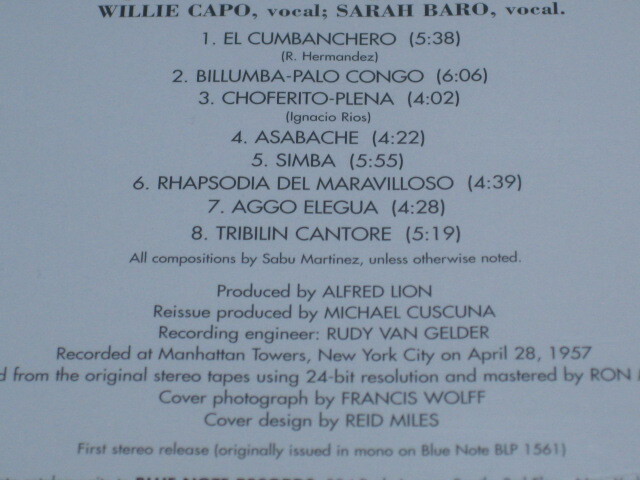 WILLIE CAPO, vocal; SARAH BARO, vocal.
1. EL CUMBANCHERO (5:38)
(R. Hermandez)
2. BILLUMBA-PALO CONGO (6:06)
3. CHOFERITO-PLENA (4:02)
(Ignacio Rios)
4. ASABACHE (4:22)
5. SIMBA (5:55)
6. RHAPSODIA DEL MARAVILLOSO (4:39)
7. AGGO ELEGUA (4:28)
8. TRIBILIN CANTORE (5:19)
All compositions by Sabu Martinez, unless otherwise noted.
Produced by ALFRED LION
Reissue produced by MICHAEL CUSCUNA
Recording engineer: RUDY VAN GELDER
Recorded at Manhattan Towers, New York City on April 28, 1957
d from the original stereo tapes using 24-bit resolution and mastered by RON
Cover photograph by FRANCIS WOLFF
Cover design by REID MILES
First stereo release (originally issued in mono on Blue Note BLP 1561)